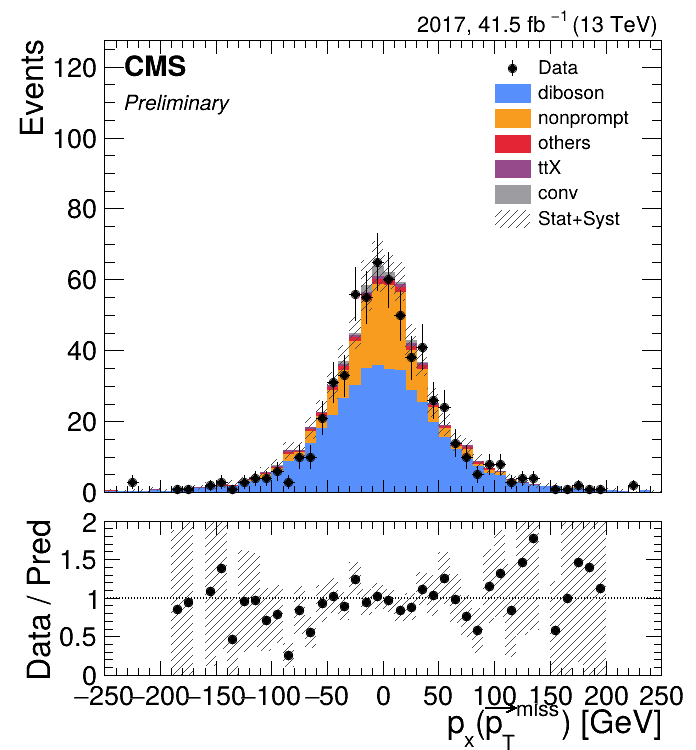 2017, 41.5 fb⁻¹ (13 TeV)
Events
CMS
Preliminary
Data
diboson
nonprompt
others
ttX
conv
Stat+Syst
120
100
80
60
40
20
0
Data / Pred
2
1.5
1
0.5
0
−250 −200 −150 −100 −50 0 50 100 150 200 250
pₓ(p⃗_T^miss) [GeV]